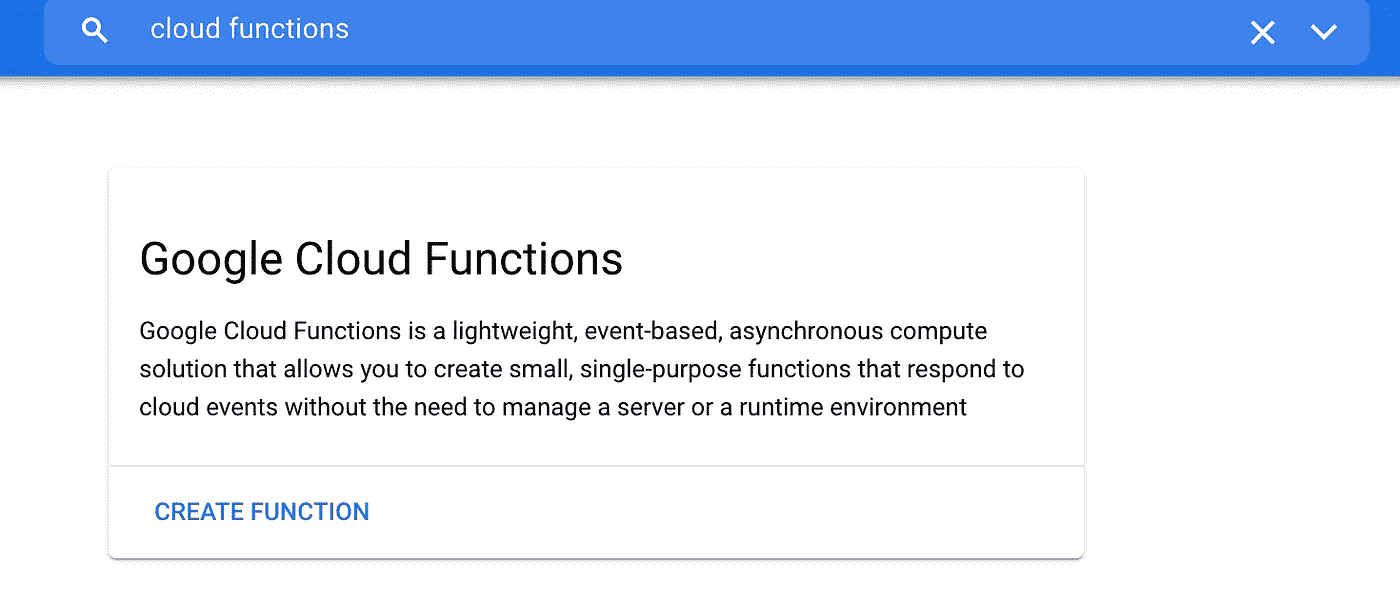 cloud functions
Google Cloud Functions
Google Cloud Functions is a lightweight, event-based, asynchronous compute
solution that allows you to create small, single-purpose functions that respond to
cloud events without the need to manage a server or a runtime environment
CREATE FUNCTION